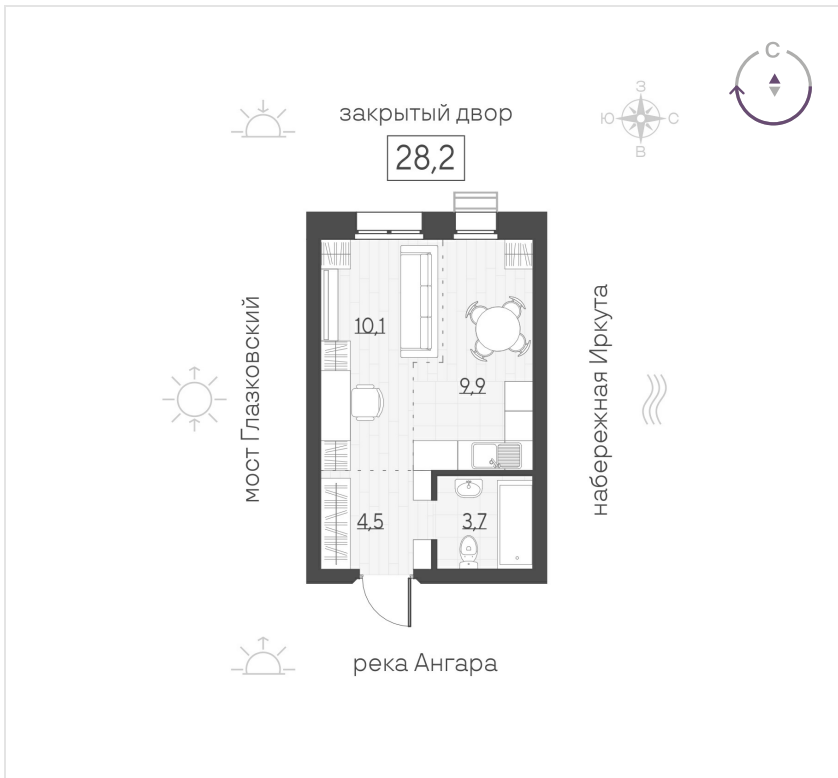 С
закрытый двор
З
Ю
С
В
28,2
мост Глазковский
набережная Иркута
10,1
9,9
4,5
3,7
река Ангара